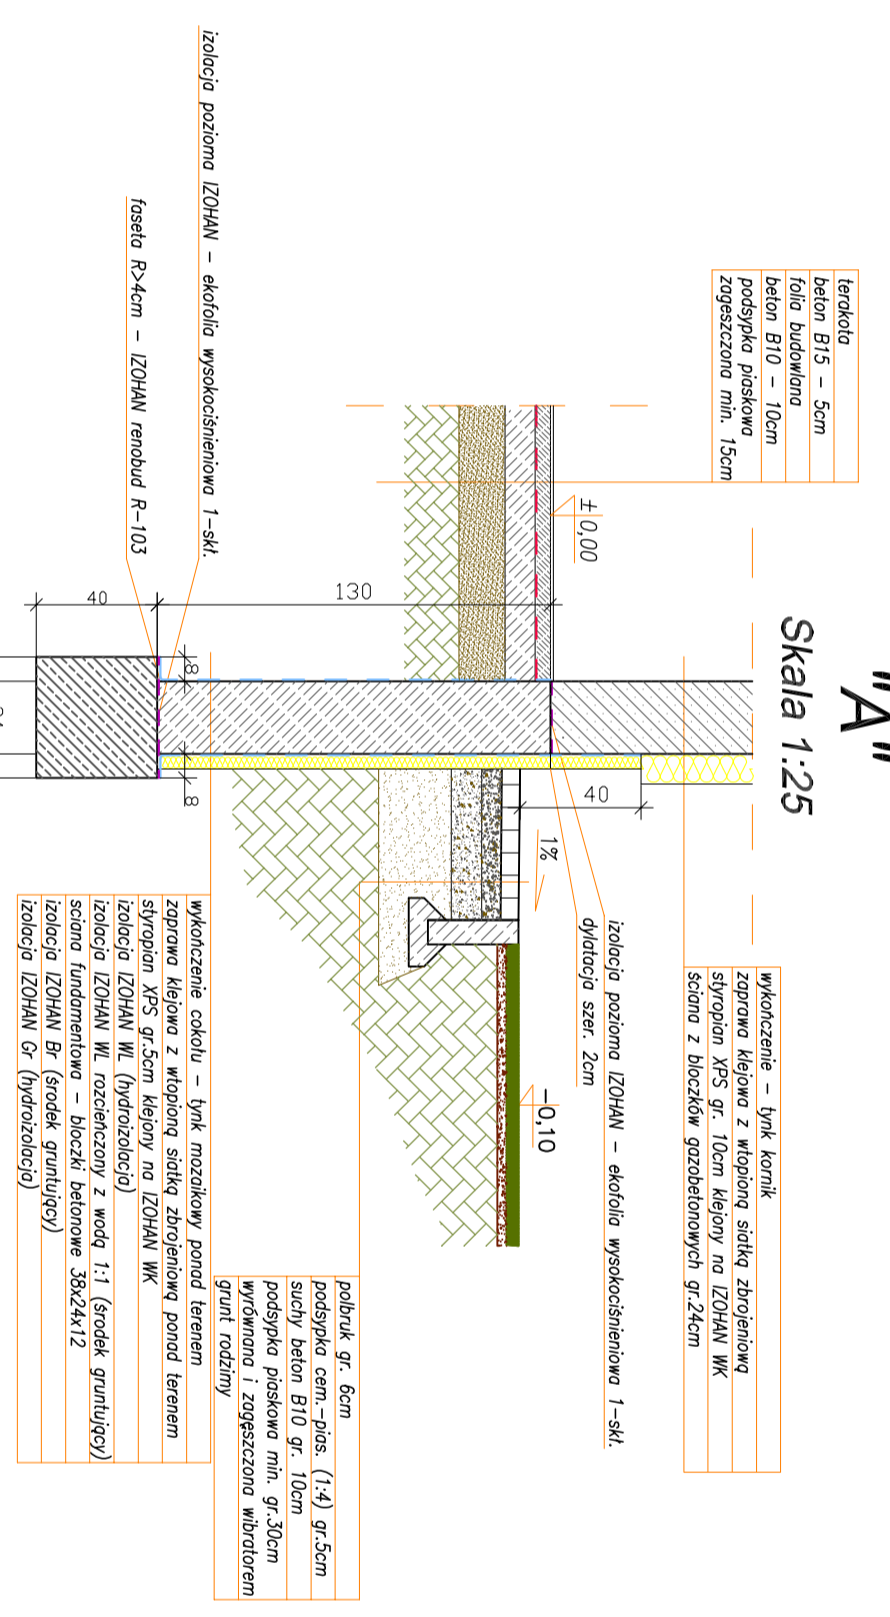 "A"
Skala 1:25
terakota
beton B15 – 5cm
folia budowlana
beton B10 – 10cm
podsypka piaskowa
zagęszczona min. 15cm
wykończenie – tynk kornik
zaprawa klejowa z wtopioną siatką zbrojeniową
styropian XPS gr. 10cm klejony na IZOHAN WK
ściana z bloczków gazobetonowych gr.24cm
±0,00
izolacja pozioma IZOHAN – ekofolia wysokociśnieniowa 1–skł.
dylatacja szer. 2cm
40
1%
-0,10
130
izolacja pozioma IZOHAN – ekofolia wysokociśnieniowa 1–skł.
faseta R>4cm – IZOHAN renobud R–103
40
8
8
polbruk gr. 6cm
podsypka cem.–pias. (1:4) gr.5cm
suchy beton B10 gr. 10cm
podsypka piaskowa min. gr.30cm
wyrównana i zagęszczona wibratorem
grunt rodzimy
wykończenie cokołu – tynk mozaikowy ponad terenem
zaprawa klejowa z wtopioną siatką zbrojeniową ponad terenem
styropian XPS gr.5cm klejony na IZOHAN WK
izolacja IZOHAN WL (hydroizolacja)
izolacja IZOHAN WL rozcieńczony z wodą 1:1 (środek gruntujący)
sciana fundamentowa – bloczki betonowe 38x24x12
izolacja IZOHAN Br (środek gruntujący)
izolacja IZOHAN Gr (hydroizolacja)